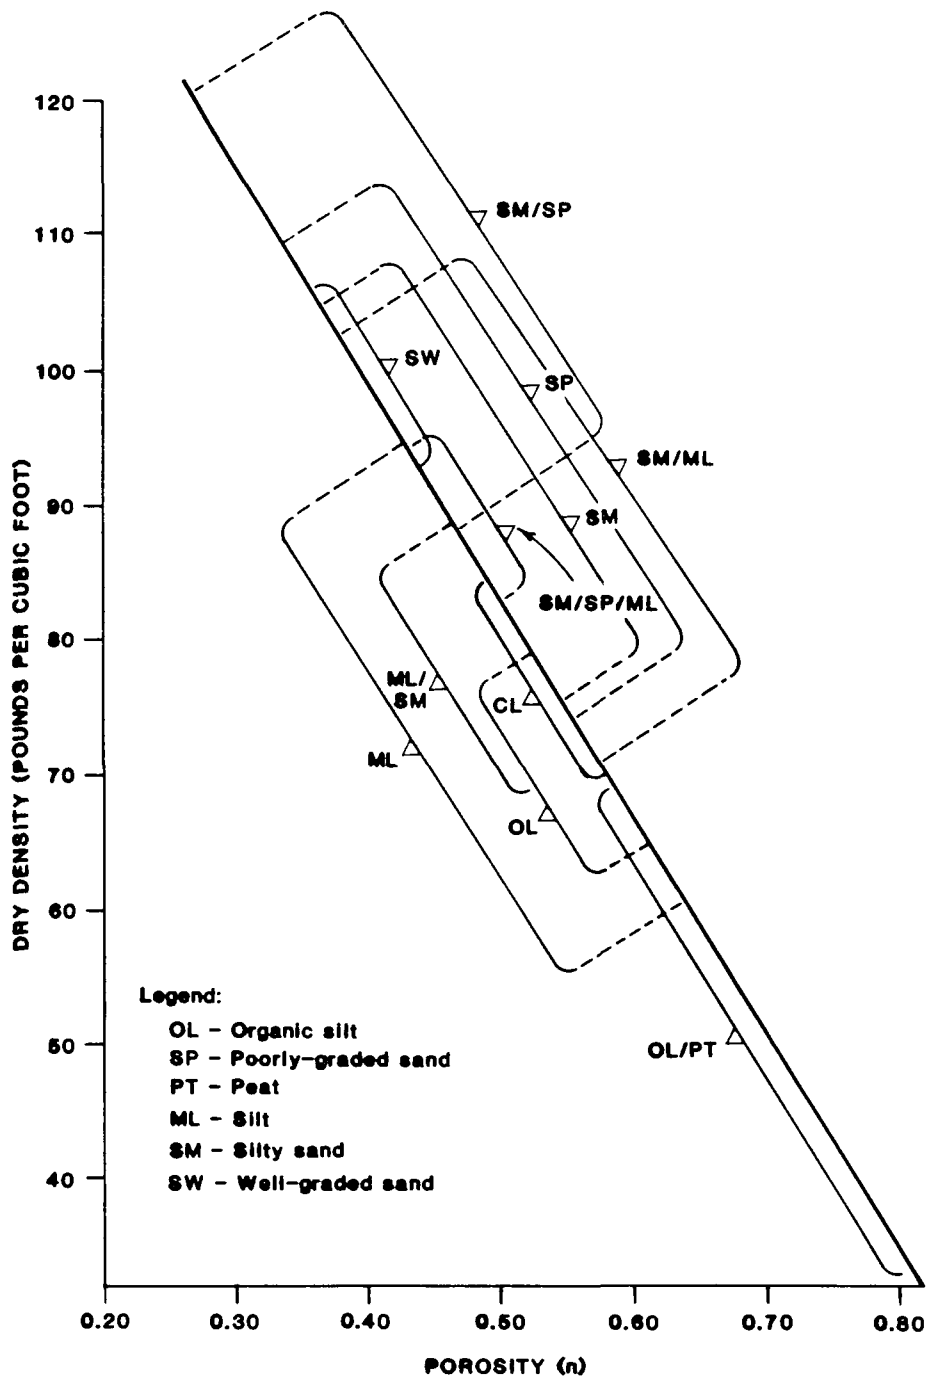 120
110
100
90
80
70
60
50
40
DRY DENSITY (POUNDS PER CUBIC FOOT)
SM/SP
SW
SP
SM/ML
SM
SM/SP/ML
ML/
SM
CL
ML
OL
OL/PT
Legend:
OL - Organic silt
SP - Poorly-graded sand
PT - Peat
ML - Silt
SM - Silty sand
SW - Well-graded sand
0.20
0.30
0.40
0.50
0.60
0.70
0.80
POROSITY (n)